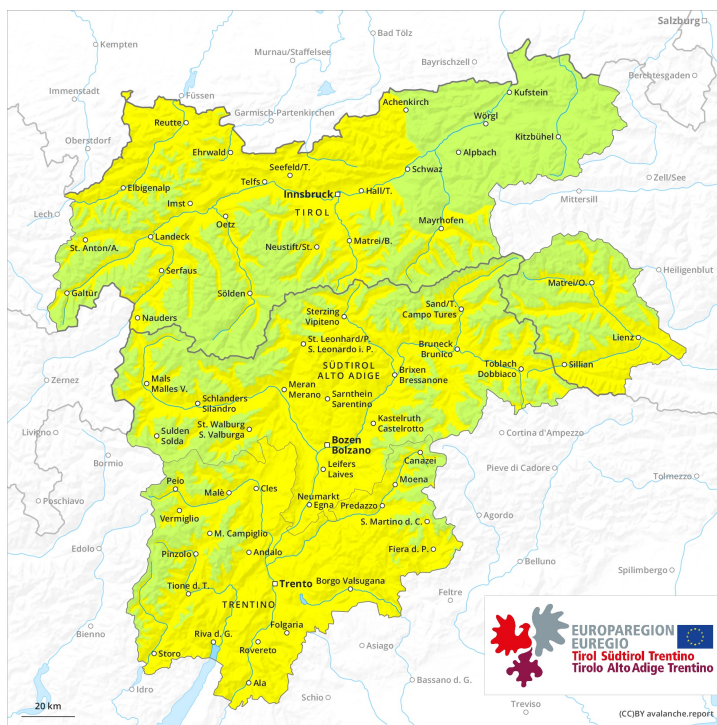 Salzburg
Kempten
Bad Tölz
Murnau/Staffelsee
Bayrischzell
Berchtesgaden
Immenstadt
Füssen
Garmisch-Partenkirchen
Achenkirch
Kufstein
Reutte
Wörgl
Oberstdorf
Ehrwald
Kitzbühel
Alpbach
Seefeld/T.
Telfs
Schwaz
Zell/See
Elbigenalp
Innsbruck
Hall/T.
Mittersill
Imst
TIROL
Lech
Oetz
Mayrhofen
St. Anton/A.
Landeck
Neustift/St.
Matrei/B.
Serfaus
Heiligenblut
Galtür
Sölden
Matrei/O.
Nauders
Sterzing
Vipiteno
Sand/T.
Campo Tures
Lienz
St. Leonhard/P.
S. Leonardo i. P.
Bruneck
Brunico
Sillian
SÜDTIROL
ALTO ADIGE
Toblach
Dobbiaco
Brixen
Bressanone
Zernez
Mals
Malles V.
Meran
Merano
Schlanders
Silandro
Sarnthein
Sarentino
St. Walburg
S. Valburga
Kastelruth
Castelrotto
Livigno
Sulden
Solda
Bozen
Bolzano
Cortina d'Ampezzo
Bormio
Canazei
Leifers
Laives
Pieve di Cadore
Tolmezzo
Poschiavo
Peio
Malè
Cles
Moena
Neumarkt
Egna
Predazzo
Vermiglio
Agordo
S. Martino d. C.
M. Campiglio
Edolo
Pinzolo
Andalo
Fiera d. P.
Belluno
Spilimbergo
Tione d. T.
Trento
Borgo Valsugana
Feltre
TRENTINO
Folgaria
Bienno
Riva d. G.
Rovereto
Storo
Asiago
Ala
Idro
Schio
Bassano d. G.
Treviso
EUROPAREGION
EUREGIO
Tirol Südtirol Trentino
Tirolo Alto Adige Trentino
20 km
(CC)BY avalanche.report